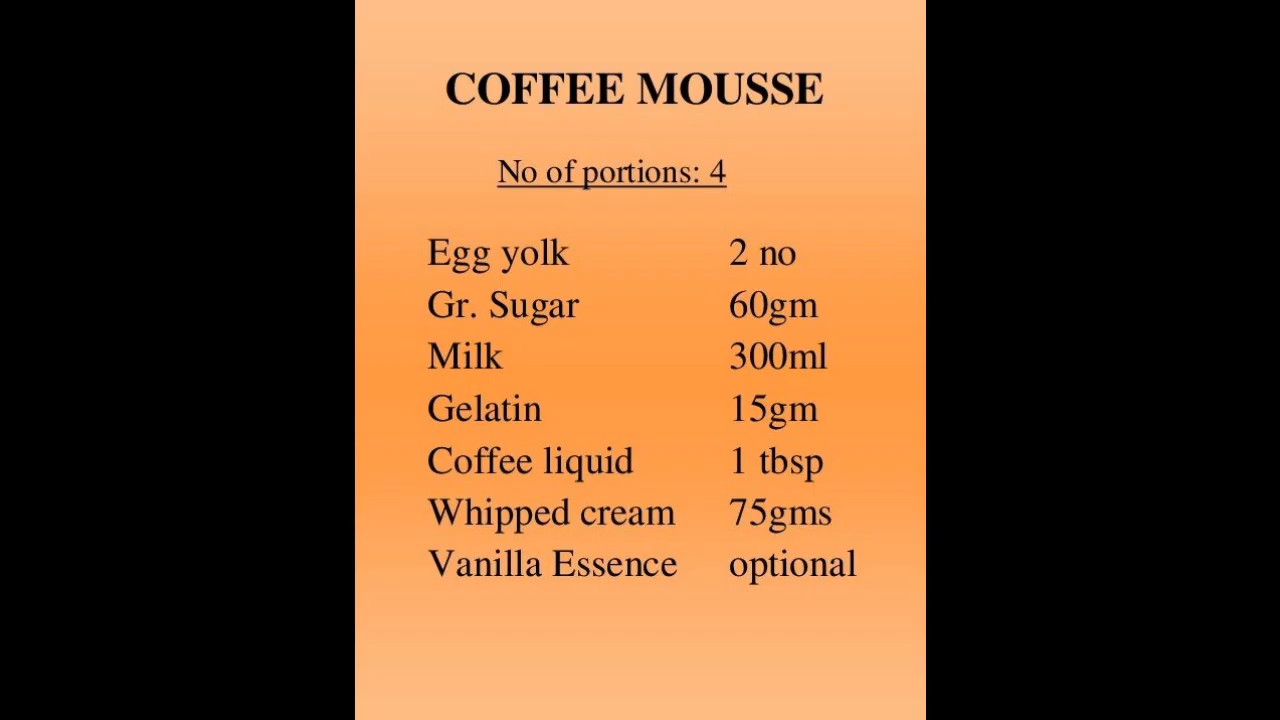 COFFEE MOUSSE
No of portions: 4
Egg yolk 2 no
Gr. Sugar 60gm
Milk 300ml
Gelatin 15gm
Coffee liquid 1 tbsp
Whipped cream 75gms
Vanilla Essence optional